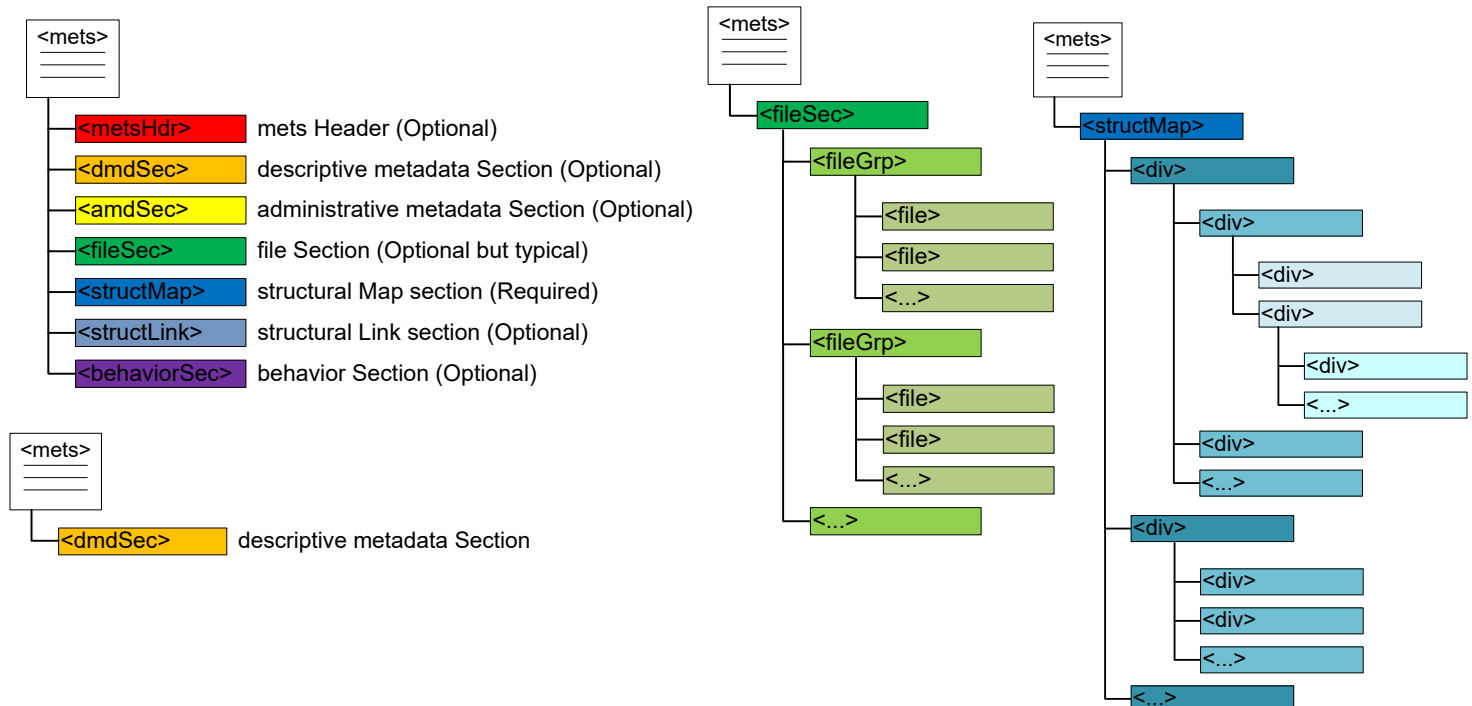 <mets>
<metsHdr> mets Header (Optional)
<dmdSec> descriptive metadata Section (Optional)
<amdSec> administrative metadata Section (Optional)
<fileSec> file Section (Optional but typical)
<structMap> structural Map section (Required)
<structLink> structural Link section (Optional)
<behaviorSec> behavior Section (Optional)
<mets>
<dmdSec> descriptive metadata Section
<mets>
<fileSec>
<fileGrp>
<file>
<file>
<...>
<fileGrp>
<file>
<file>
<...>
<...>
<mets>
<structMap>
<div>
<div>
<div>
<div>
<div>
<...>
<div>
<...>
<div>
<div>
<div>
<...>
<...>